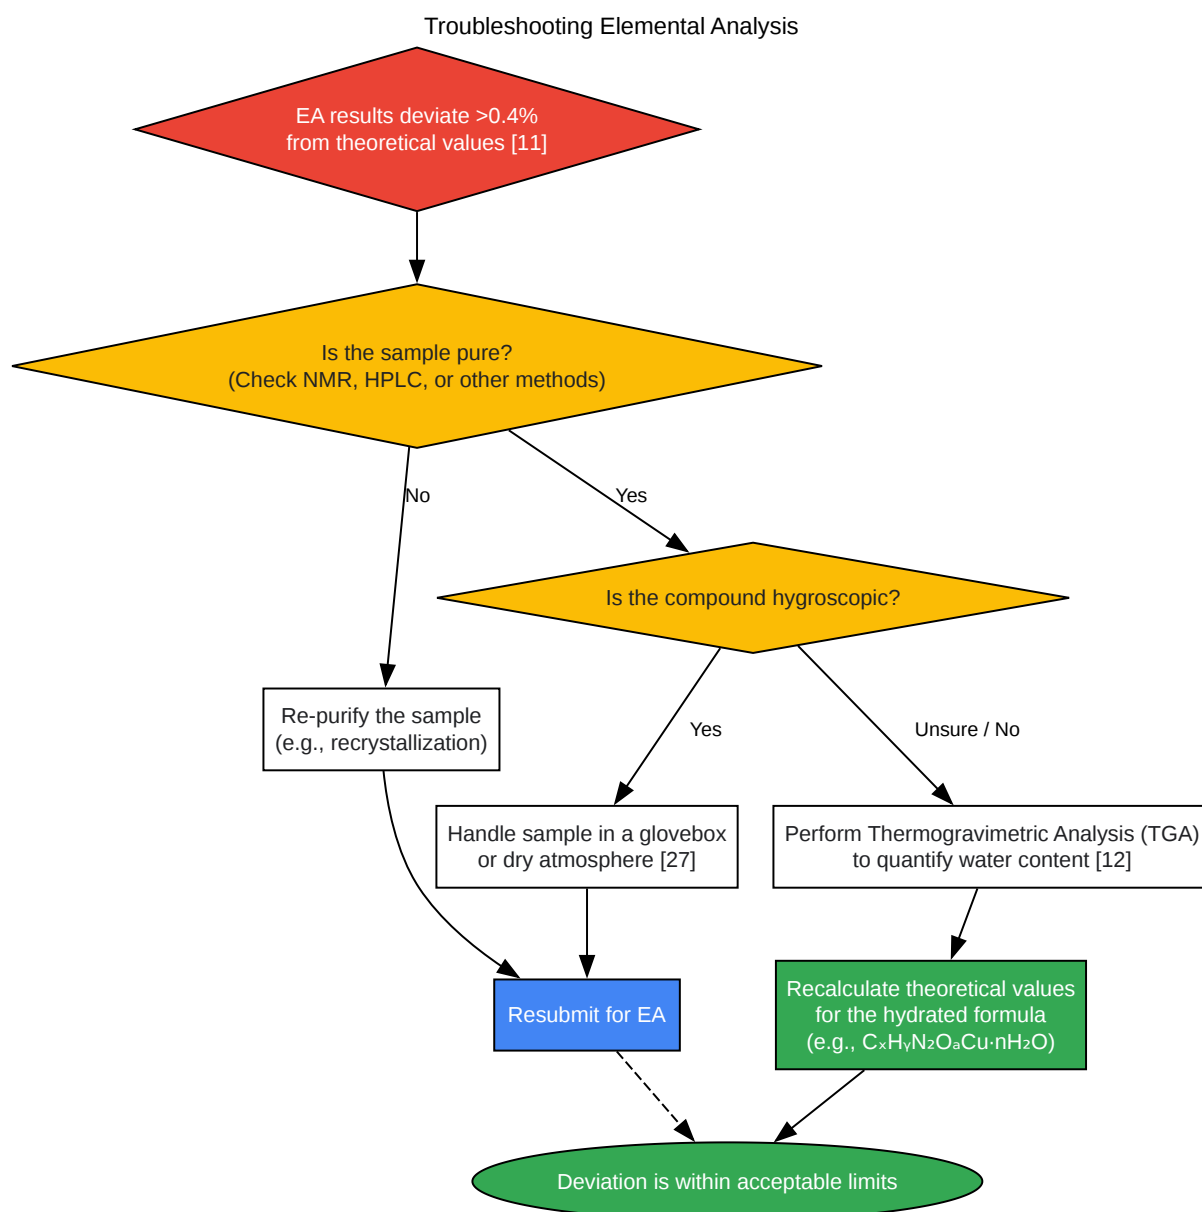 Troubleshooting Elemental Analysis
EA results deviate >0.4%
from theoretical values [11]
Is the sample pure?
(Check NMR, HPLC, or other methods)
No
Yes
Is the compound hygroscopic?
Re-purify the sample
(e.g., recrystallization)
Yes
Unsure / No
Handle sample in a glovebox
or dry atmosphere [27]
Perform Thermogravimetric Analysis (TGA)
to quantify water content [12]
Resubmit for EA
Recalculate theoretical values
for the hydrated formula
(e.g., CₓHᵧN₂OₐCu·nH₂O)
Deviation is within acceptable limits